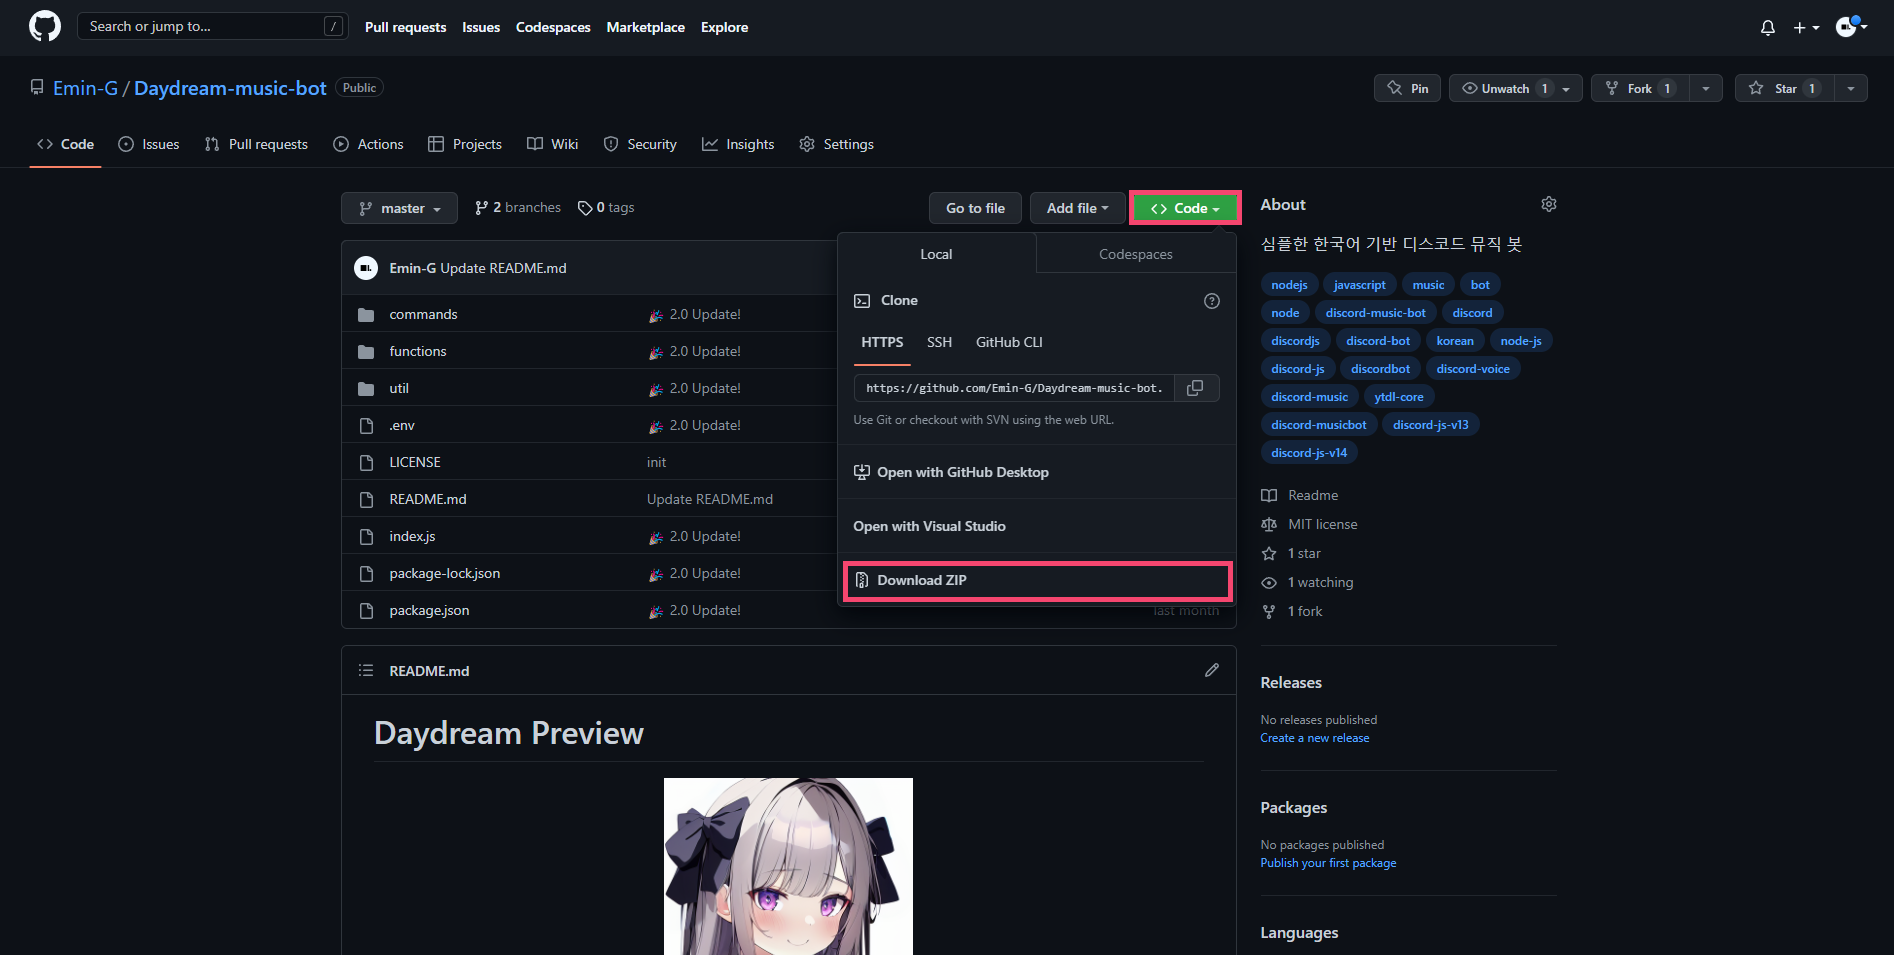 Search or jump to... /
Pull requests Issues Codespaces Marketplace Explore
Emin-G / Daydream-music-bot Public
Pin Unwatch 1 Fork 1 Star 1
Code Issues Pull requests Actions Projects Wiki Security Insights Settings
master 2 branches 0 tags
Go to file Add file Code
Emin-G Update README.md
commands 🎉 2.0 Update!
functions 🎉 2.0 Update!
util 🎉 2.0 Update!
.env 🎉 2.0 Update!
LICENSE init
README.md Update README.md
index.js 🎉 2.0 Update!
package-lock.json 🎉 2.0 Update!
package.json 🎉 2.0 Update! last month
Local Codespaces
Clone
HTTPS SSH GitHub CLI
https://github.com/Emin-G/Daydream-music-bot.
Use Git or checkout with SVN using the web URL.
Open with GitHub Desktop
Open with Visual Studio
Download ZIP
README.md
Daydream Preview
About
심플한 한국어 기반 디스코드 뮤직 봇
nodejs javascript music bot
node discord-music-bot discord
discordjs discord-bot korean node-js
discord-js discordbot discord-voice
discord-music ytdl-core
discord-musicbot discord-js-v13
discord-js-v14
Readme
MIT license
1 star
1 watching
1 fork
Releases
No releases published
Create a new release
Packages
No packages published
Publish your first package
Languages